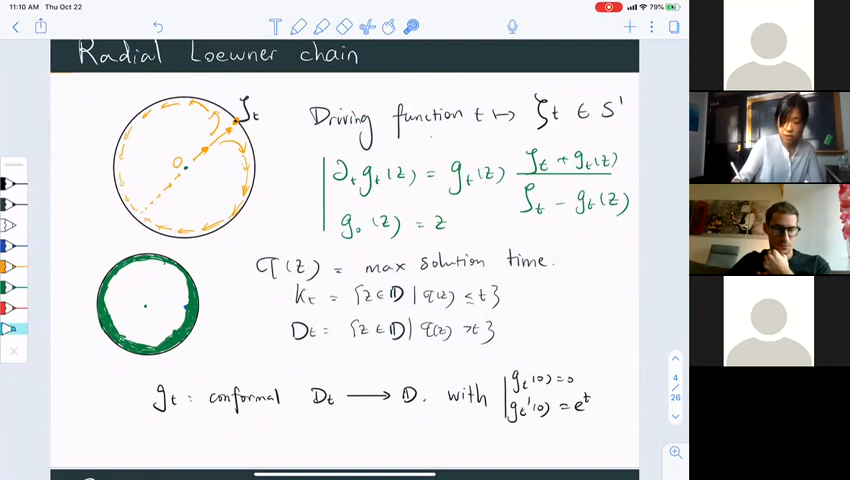 11:10 AM Thu Oct 22
79%
Radial Loewner chain
ζt
0
Driving function t ↦ ζt ∈ S¹
∂t gt(z) = gt(z) (ζt + gt(z)) / (ζt − gt(z))
g₀(z) = z
τ(z) = max solution time.
Kt = {z ∈ 𝔻 | τ(z) ≤ t}
Dt = {z ∈ 𝔻 | τ(z) > t}
gt : conformal Dt ⟶ 𝔻. with | gt(0) = 0
gt'(0) = e^t
4
/
26